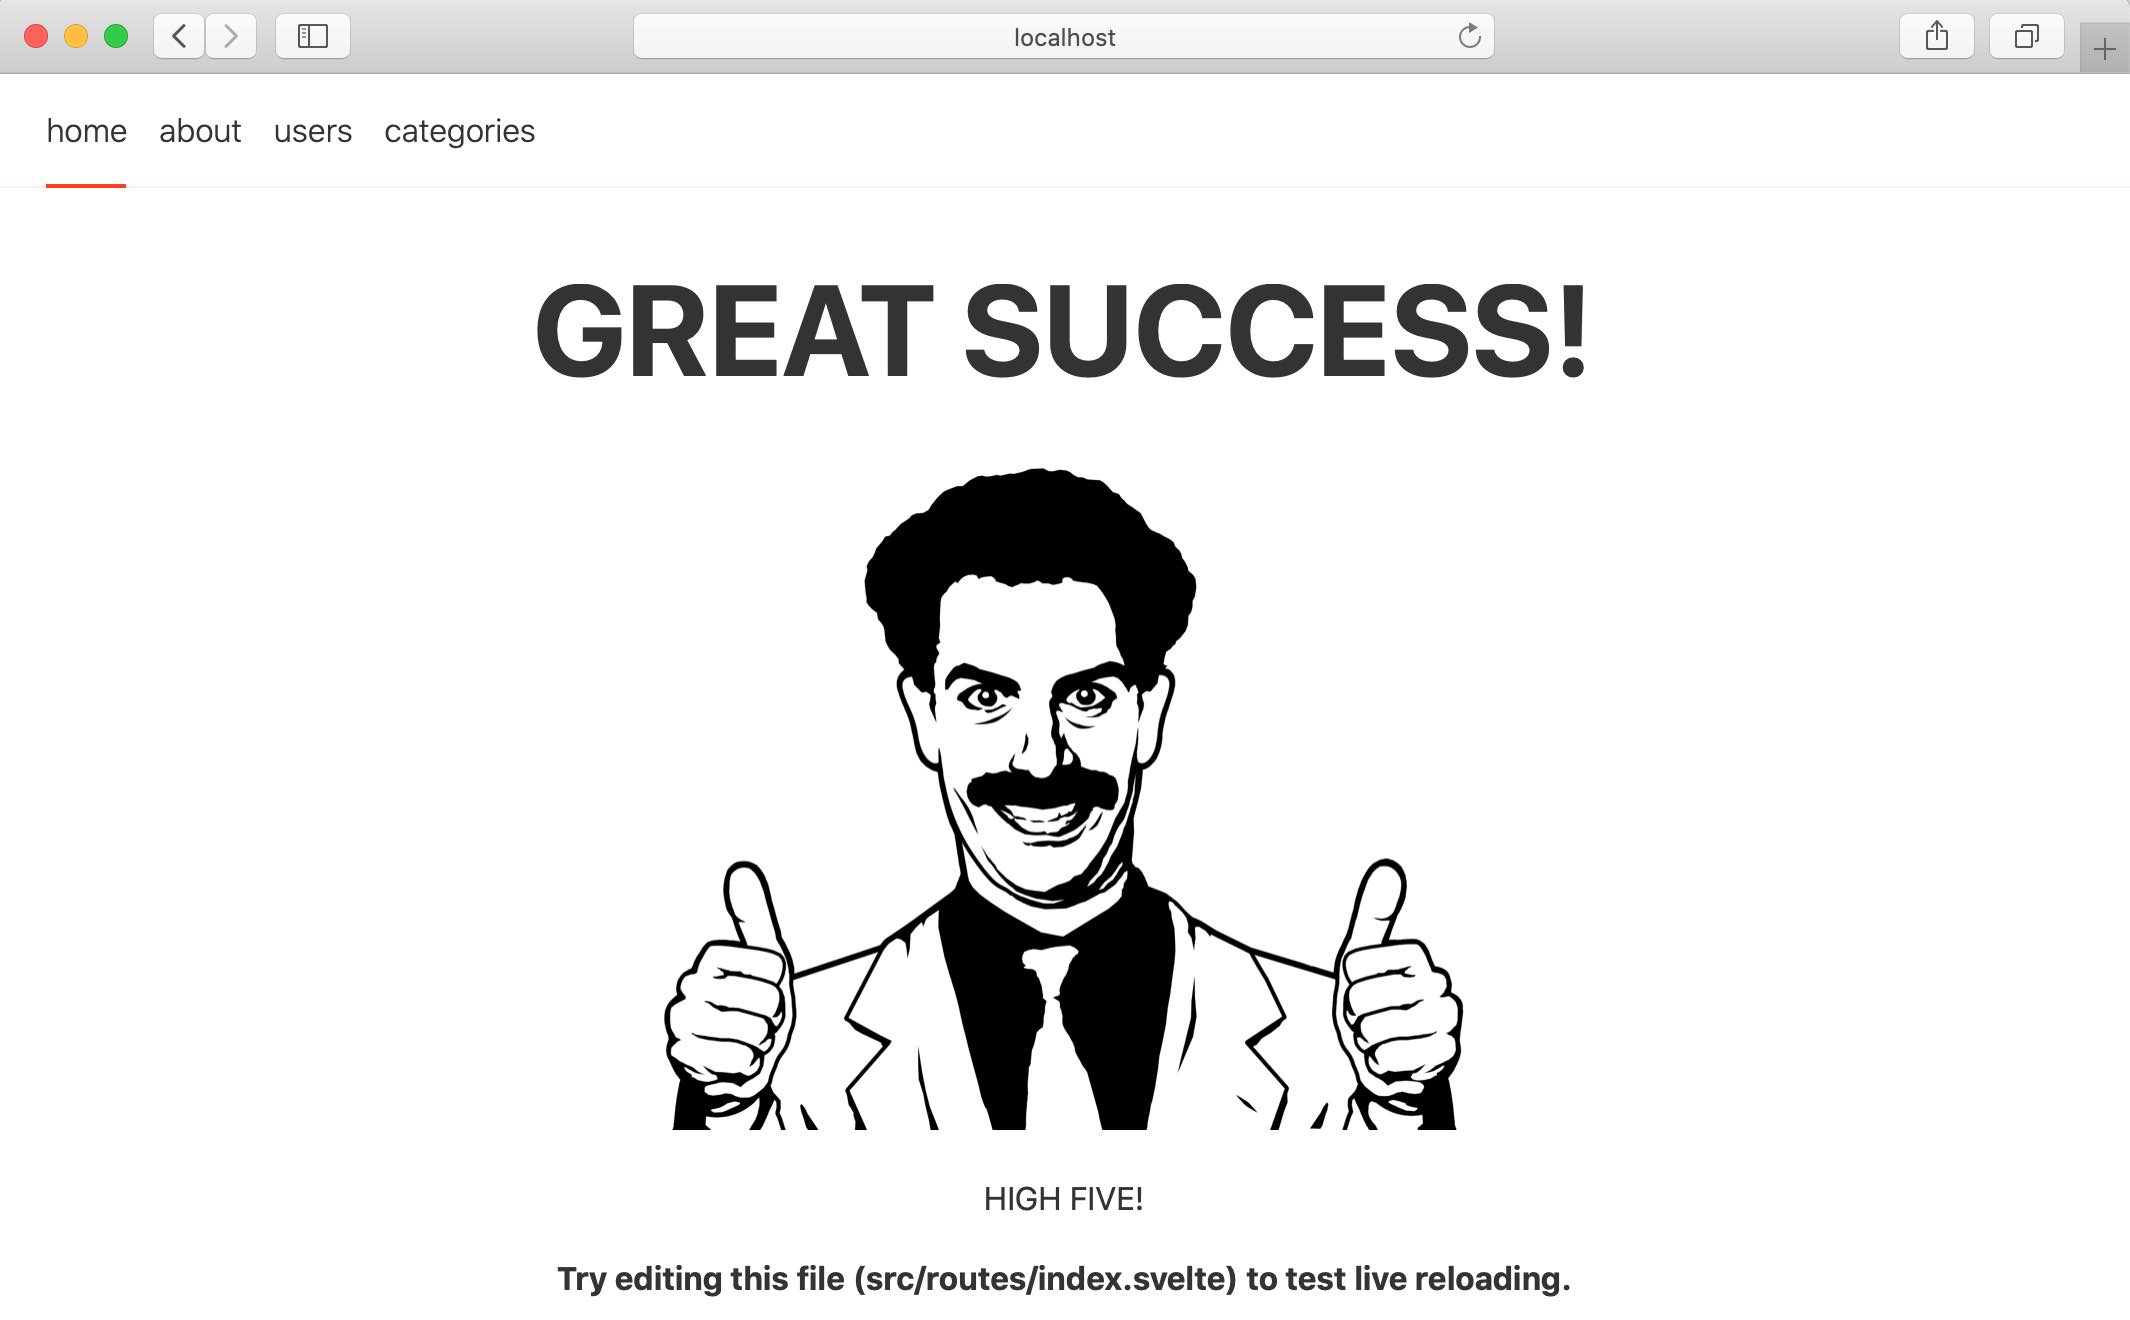 localhost
home about users categories
GREAT SUCCESS!
HIGH FIVE!
Try editing this file (src/routes/index.svelte) to test live reloading.